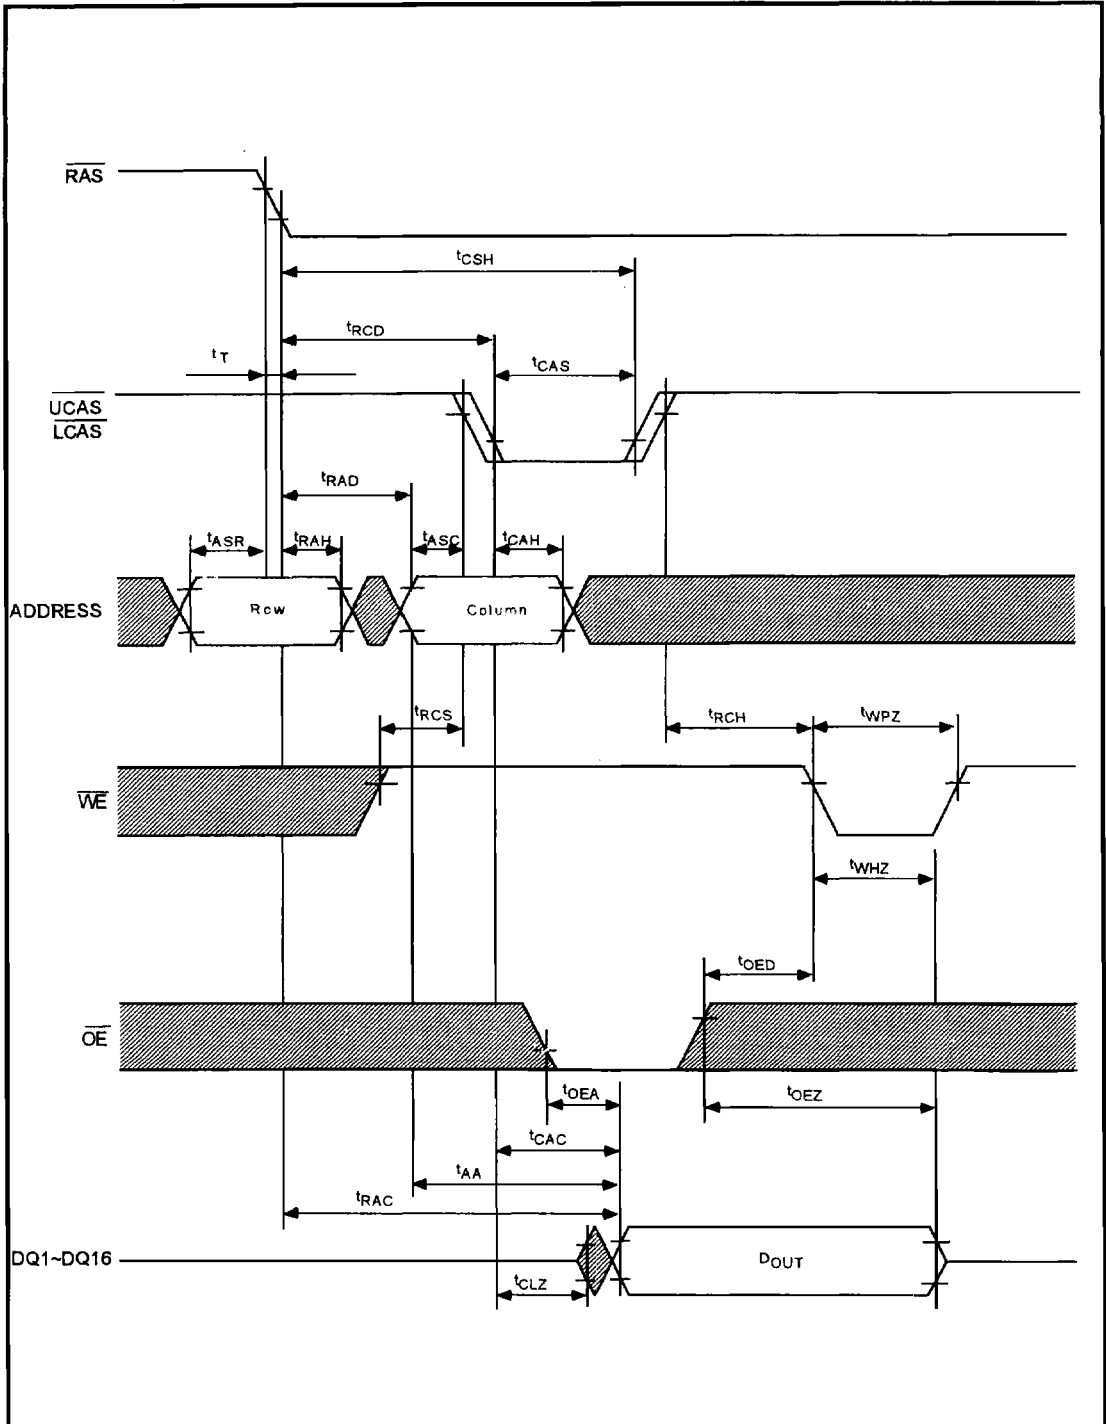 RAS
tCSH
tRCD
tT
tCAS
UCAS
LCAS
tRAD
tASR
tRAH
tASC
tCAH
ADDRESS
Row
Column
tRCS
tRCH
tWPZ
WE
tWHZ
tOED
OE
tOEA
tOEZ
tCAC
tAA
tRAC
DQ1~DQ16
DOUT
tCLZ